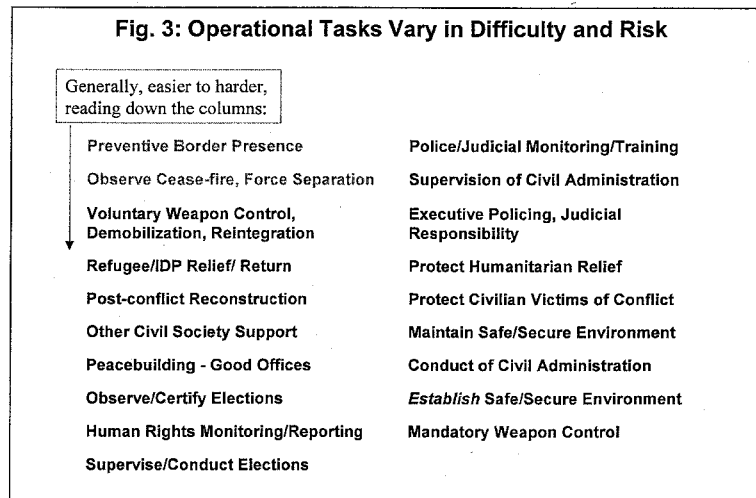 Fig. 3: Operational Tasks Vary in Difficulty and Risk
Generally, easier to harder,
reading down the columns:
Preventive Border Presence
Observe Cease-fire, Force Separation
Voluntary Weapon Control,
Demobilization, Reintegration
Refugee/IDP Relief/ Return
Post-conflict Reconstruction
Other Civil Society Support
Peacebuilding - Good Offices
Observe/Certify Elections
Human Rights Monitoring/Reporting
Supervise/Conduct Elections
Police/Judicial Monitoring/Training
Supervision of Civil Administration
Executive Policing, Judicial
Responsibility
Protect Humanitarian Relief
Protect Civilian Victims of Conflict
Maintain Safe/Secure Environment
Conduct of Civil Administration
Establish Safe/Secure Environment
Mandatory Weapon Control